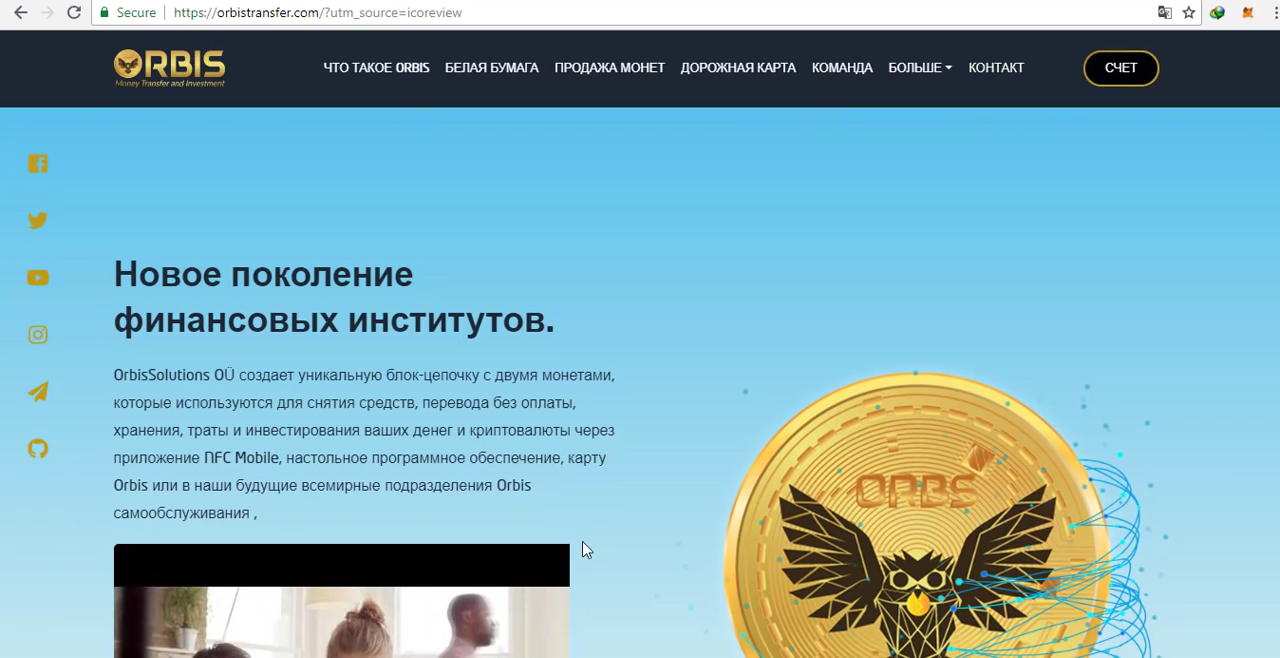 Secure
https://orbistransfer.com/?utm_source=icoreview
ORBIS
Money Transfer and Investment
ЧТО ТАКОЕ ORBIS
БЕЛАЯ БУМАГА
ПРОДАЖА МОНЕТ
ДОРОЖНАЯ КАРТА
КОМАНДА
БОЛЬШЕ
КОНТАКТ
СЧЕТ
Новое поколение
финансовых институтов.
OrbisSolutions OÜ создает уникальную блок-цепочку с двумя монетами,
которые используются для снятия средств, перевода без оплаты,
хранения, траты и инвестирования ваших денег и криптовалюты через
приложение NFC Mobile, настольное программное обеспечение, карту
Orbis или в наши будущие всемирные подразделения Orbis
самообслуживания ,
ORBS